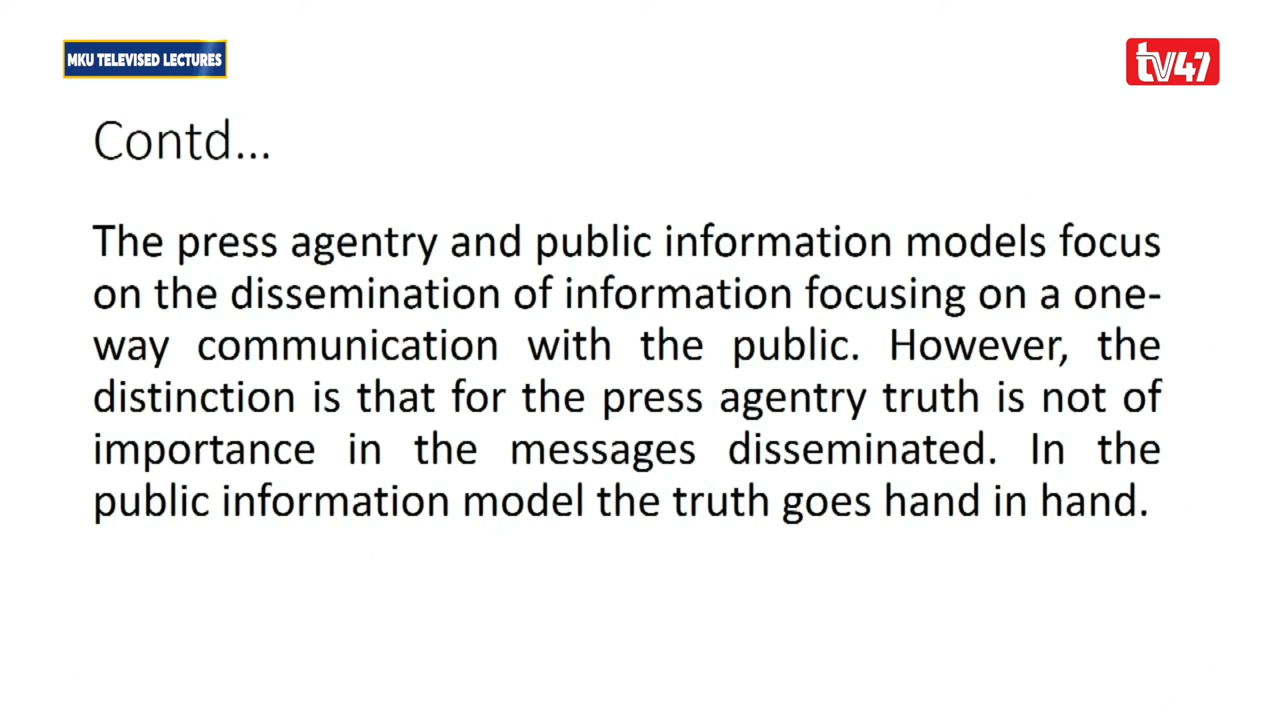 MKU TELEVISED LECTURES
tv47
Contd...
The press agentry and public information models focus
on the dissemination of information focusing on a one-
way communication with the public. However, the
distinction is that for the press agentry truth is not of
importance in the messages disseminated. In the
public information model the truth goes hand in hand.